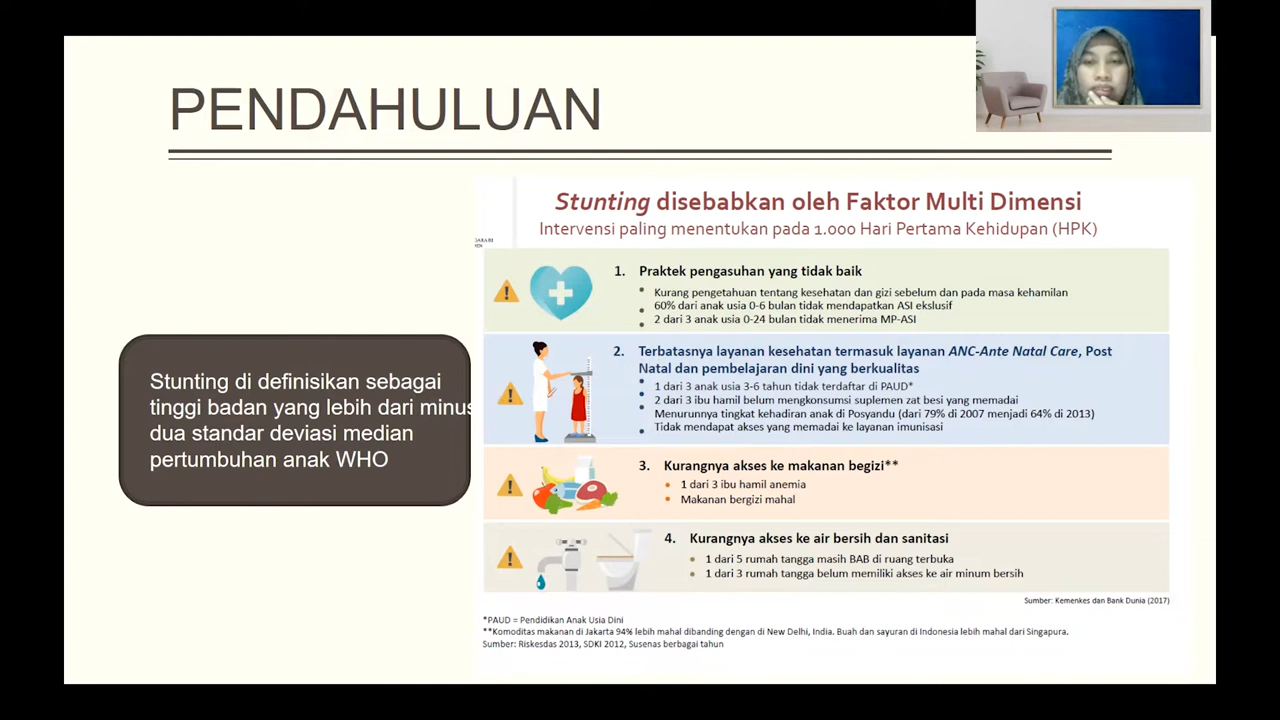 PENDAHULUAN
Stunting disebabkan oleh Faktor Multi Dimensi
Intervensi paling menentukan pada 1.000 Hari Pertama Kehidupan (HPK)
1. Praktek pengasuhan yang tidak baik
• Kurang pengetahuan tentang kesehatan dan gizi sebelum dan pada masa kehamilan
• 60% dari anak usia 0-6 bulan tidak mendapatkan ASI ekslusif
• 2 dari 3 anak usia 0-24 bulan tidak menerima MP-ASI
2. Terbatasnya layanan kesehatan termasuk layanan ANC-Ante Natal Care, Post
Natal dan pembelajaran dini yang berkualitas
• 1 dari 3 anak usia 3-6 tahun tidak terdaftar di PAUD*
• 2 dari 3 ibu hamil belum mengkonsumsi suplemen zat besi yang memadai
• Menurunnya tingkat kehadiran anak di Posyandu (dari 79% di 2007 menjadi 64% di 2013)
• Tidak mendapat akses yang memadai ke layanan imunisasi
3. Kurangnya akses ke makanan begizi**
• 1 dari 3 ibu hamil anemia
• Makanan bergizi mahal
4. Kurangnya akses ke air bersih dan sanitasi
• 1 dari 5 rumah tangga masih BAB di ruang terbuka
• 1 dari 3 rumah tangga belum memiliki akses ke air minum bersih
Sumber: Kemenkes dan Bank Dunia (2017)
*PAUD = Pendidikan Anak Usia Dini
**Komoditas makanan di Jakarta 94% lebih mahal dibanding dengan di New Delhi, India. Buah dan sayuran di Indonesia lebih mahal dari Singapura.
Sumber: Riskesdas 2013, SDKI 2012, Susenas berbagai tahun
Stunting di definisikan sebagai
tinggi badan yang lebih dari minus
dua standar deviasi median
pertumbuhan anak WHO